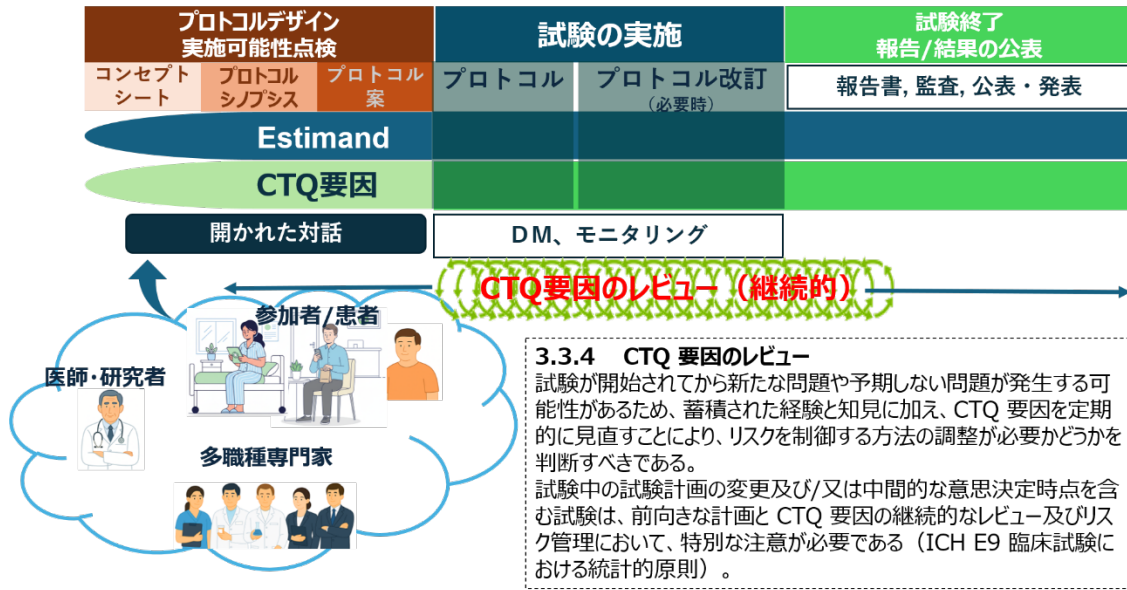 プロトコルデザイン
実施可能性点検
試験の実施
試験終了
報告/結果の公表
コンセプト
シート
プロトコル
シノプシス
プロトコル
案
プロトコル
プロトコル改訂
（必要時）
報告書, 監査, 公表・発表
Estimand
CTQ要因
開かれた対話
ＤＭ、モニタリング
CTQ要因のレビュー（継続的）
参加者/患者
医師・研究者
多職種専門家
3.3.4 CTQ 要因のレビュー
試験が開始されてから新たな問題や予期しない問題が発生する可
能性があるため、蓄積された経験と知見に加え、CTQ 要因を定期
的に見直すことにより、リスクを制御する方法の調整が必要かどうかを
判断すべきである。
試験中の試験計画の変更及び/又は中間的な意思決定時点を含
む試験は、前向きな計画と CTQ 要因の継続的なレビュー及びリス
ク管理において、特別な注意が必要である（ICH E9 臨床試験に
おける統計的原則）。